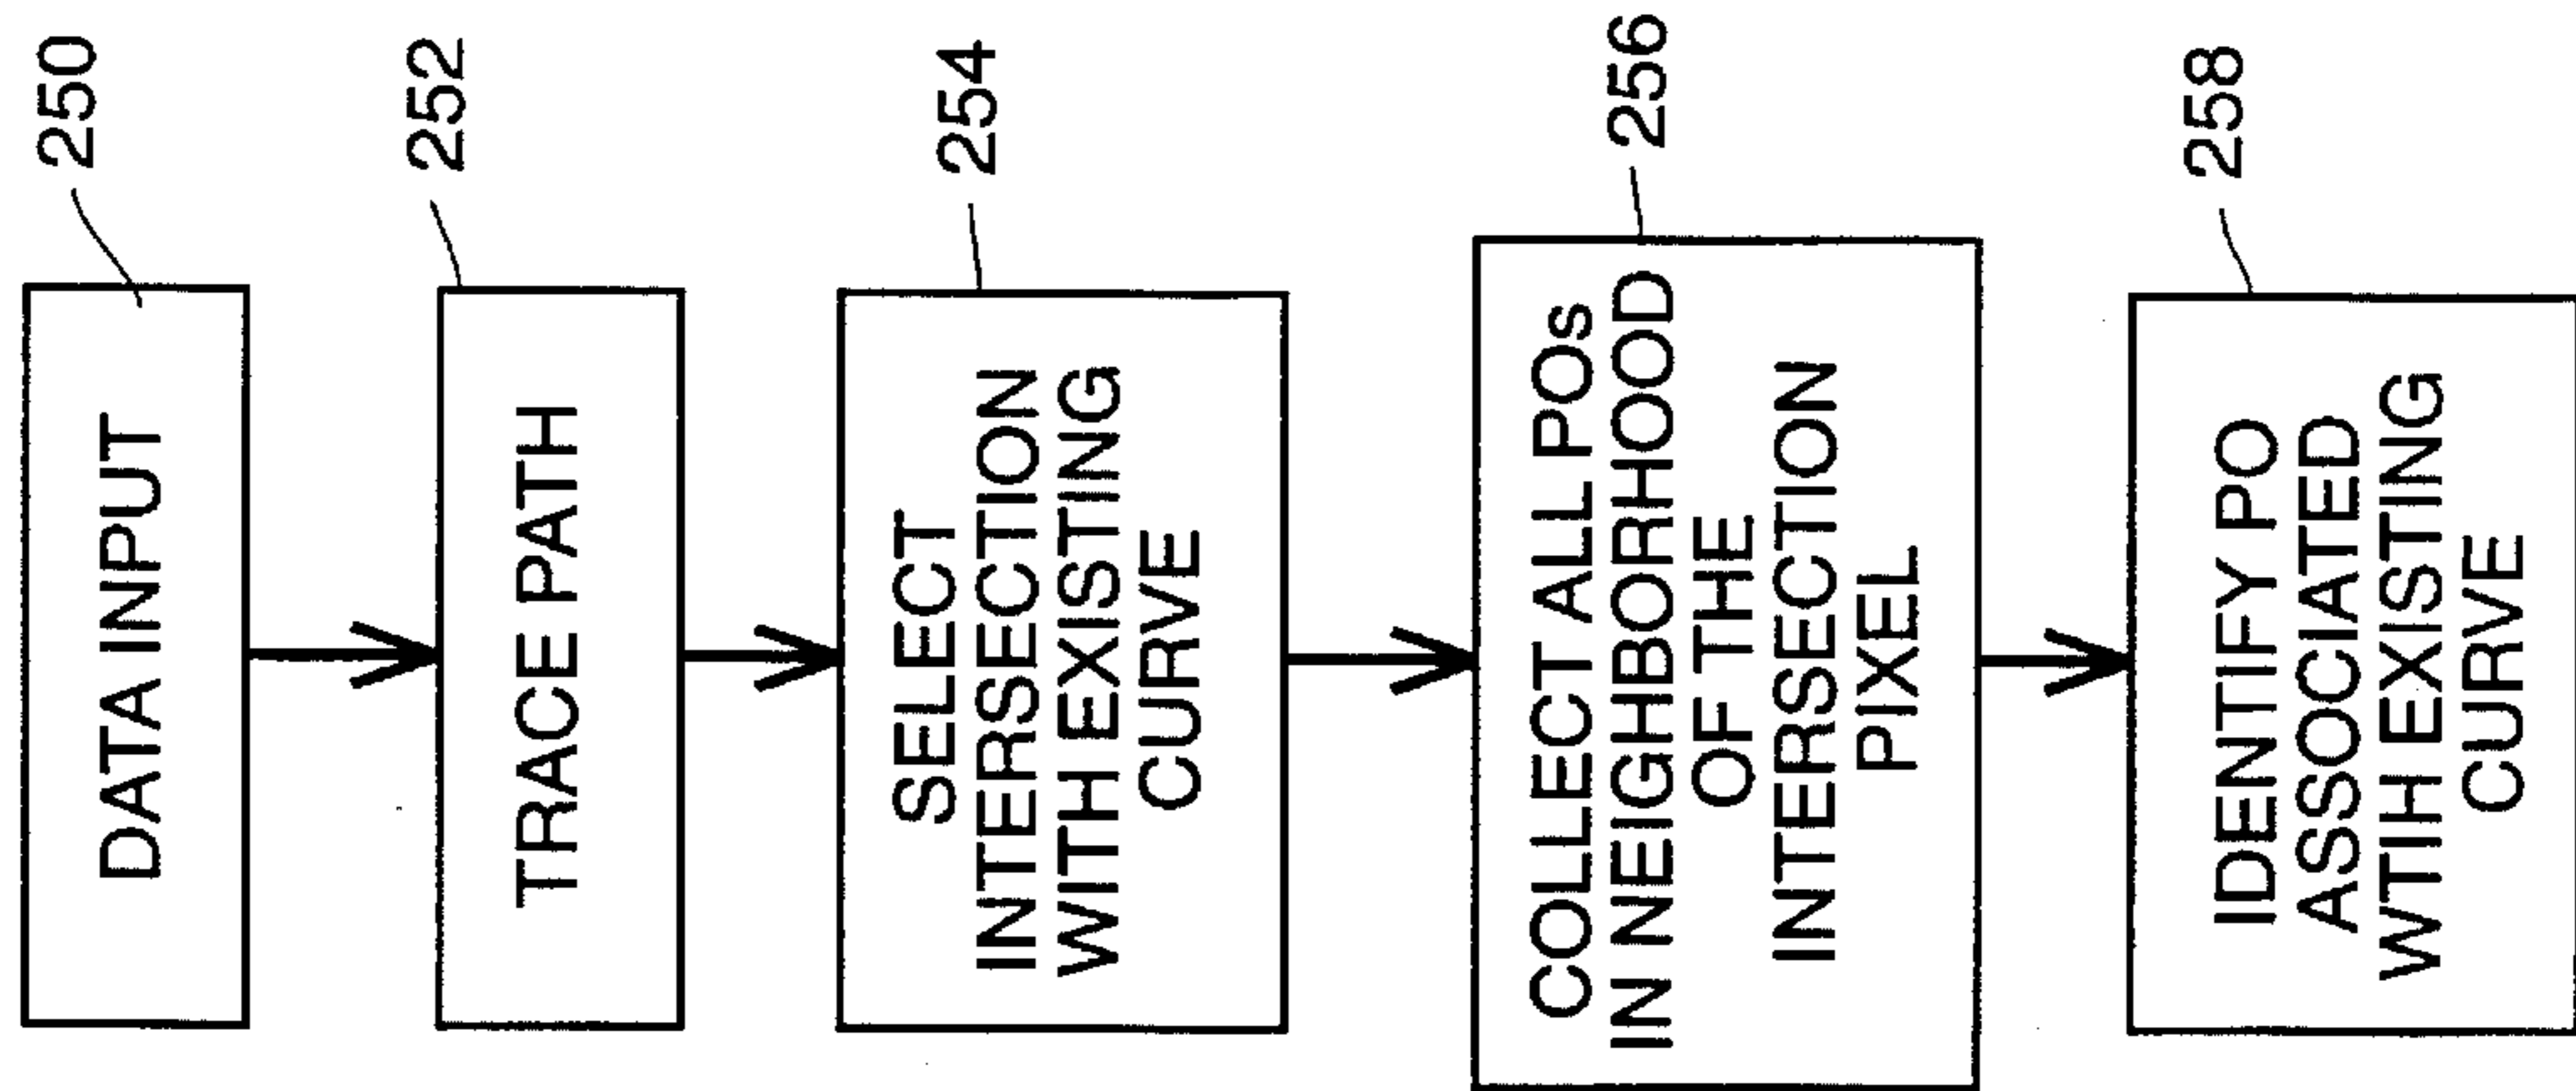 250
DATA INPUT
252
TRACE PATH
254
SELECT
INTERSECTION
WITH EXISTING
CURVE
256
COLLECT ALL POs
IN NEIGHBORHOOD
OF THE
INTERSECTION
PIXEL
258
IDENTIFY PO
ASSOCIATED
WTIH EXISTING
CURVE